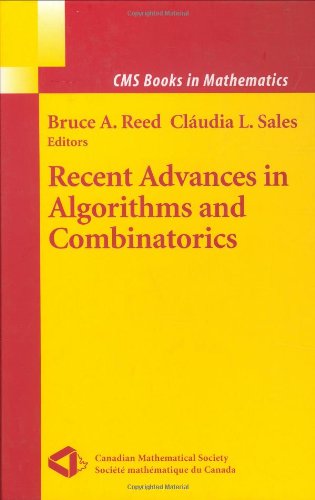 CMS Books in Mathematics
Bruce A. Reed Cláudia L. Sales
Editors
Recent Advances in
Algorithms and
Combinatorics
Canadian Mathematical Society
Société mathématique du Canada